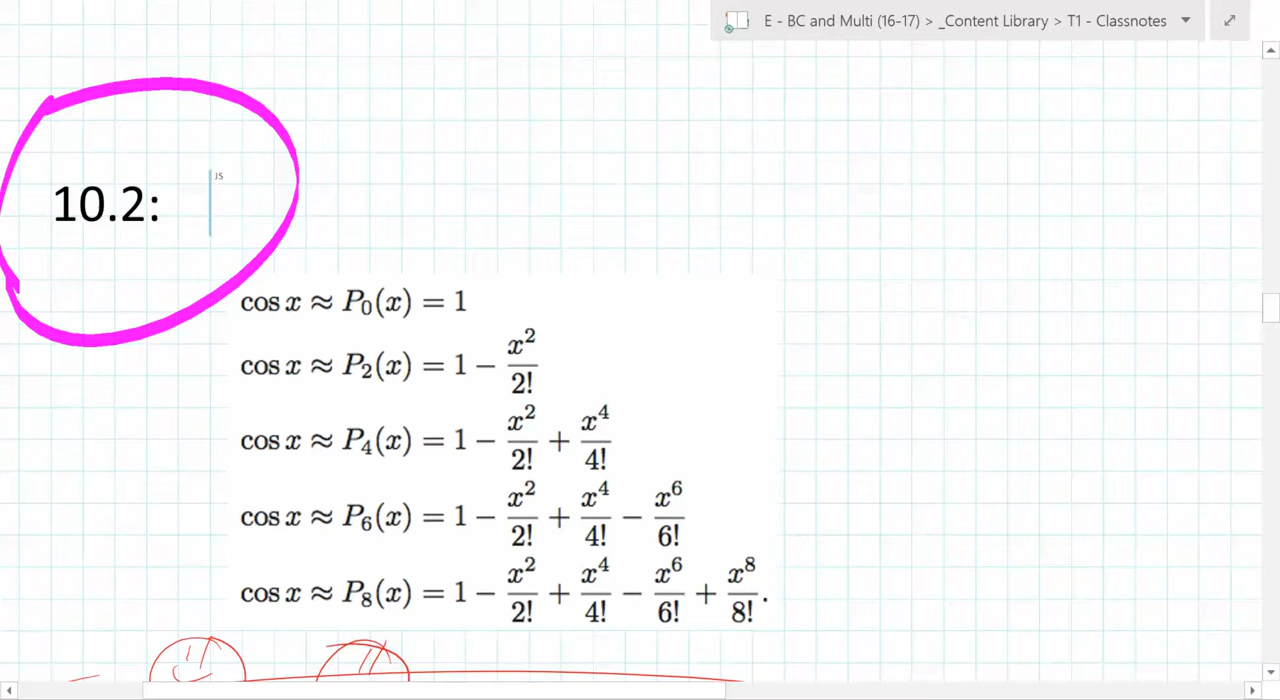 E - BC and Multi (16-17) > _Content Library > T1 - Classnotes
JS
10.2:
cos x ≈ P₀(x) = 1
cos x ≈ P₂(x) = 1 − x²/2!
cos x ≈ P₄(x) = 1 − x²/2! + x⁴/4!
cos x ≈ P₆(x) = 1 − x²/2! + x⁴/4! − x⁶/6!
cos x ≈ P₈(x) = 1 − x²/2! + x⁴/4! − x⁶/6! + x⁸/8!.